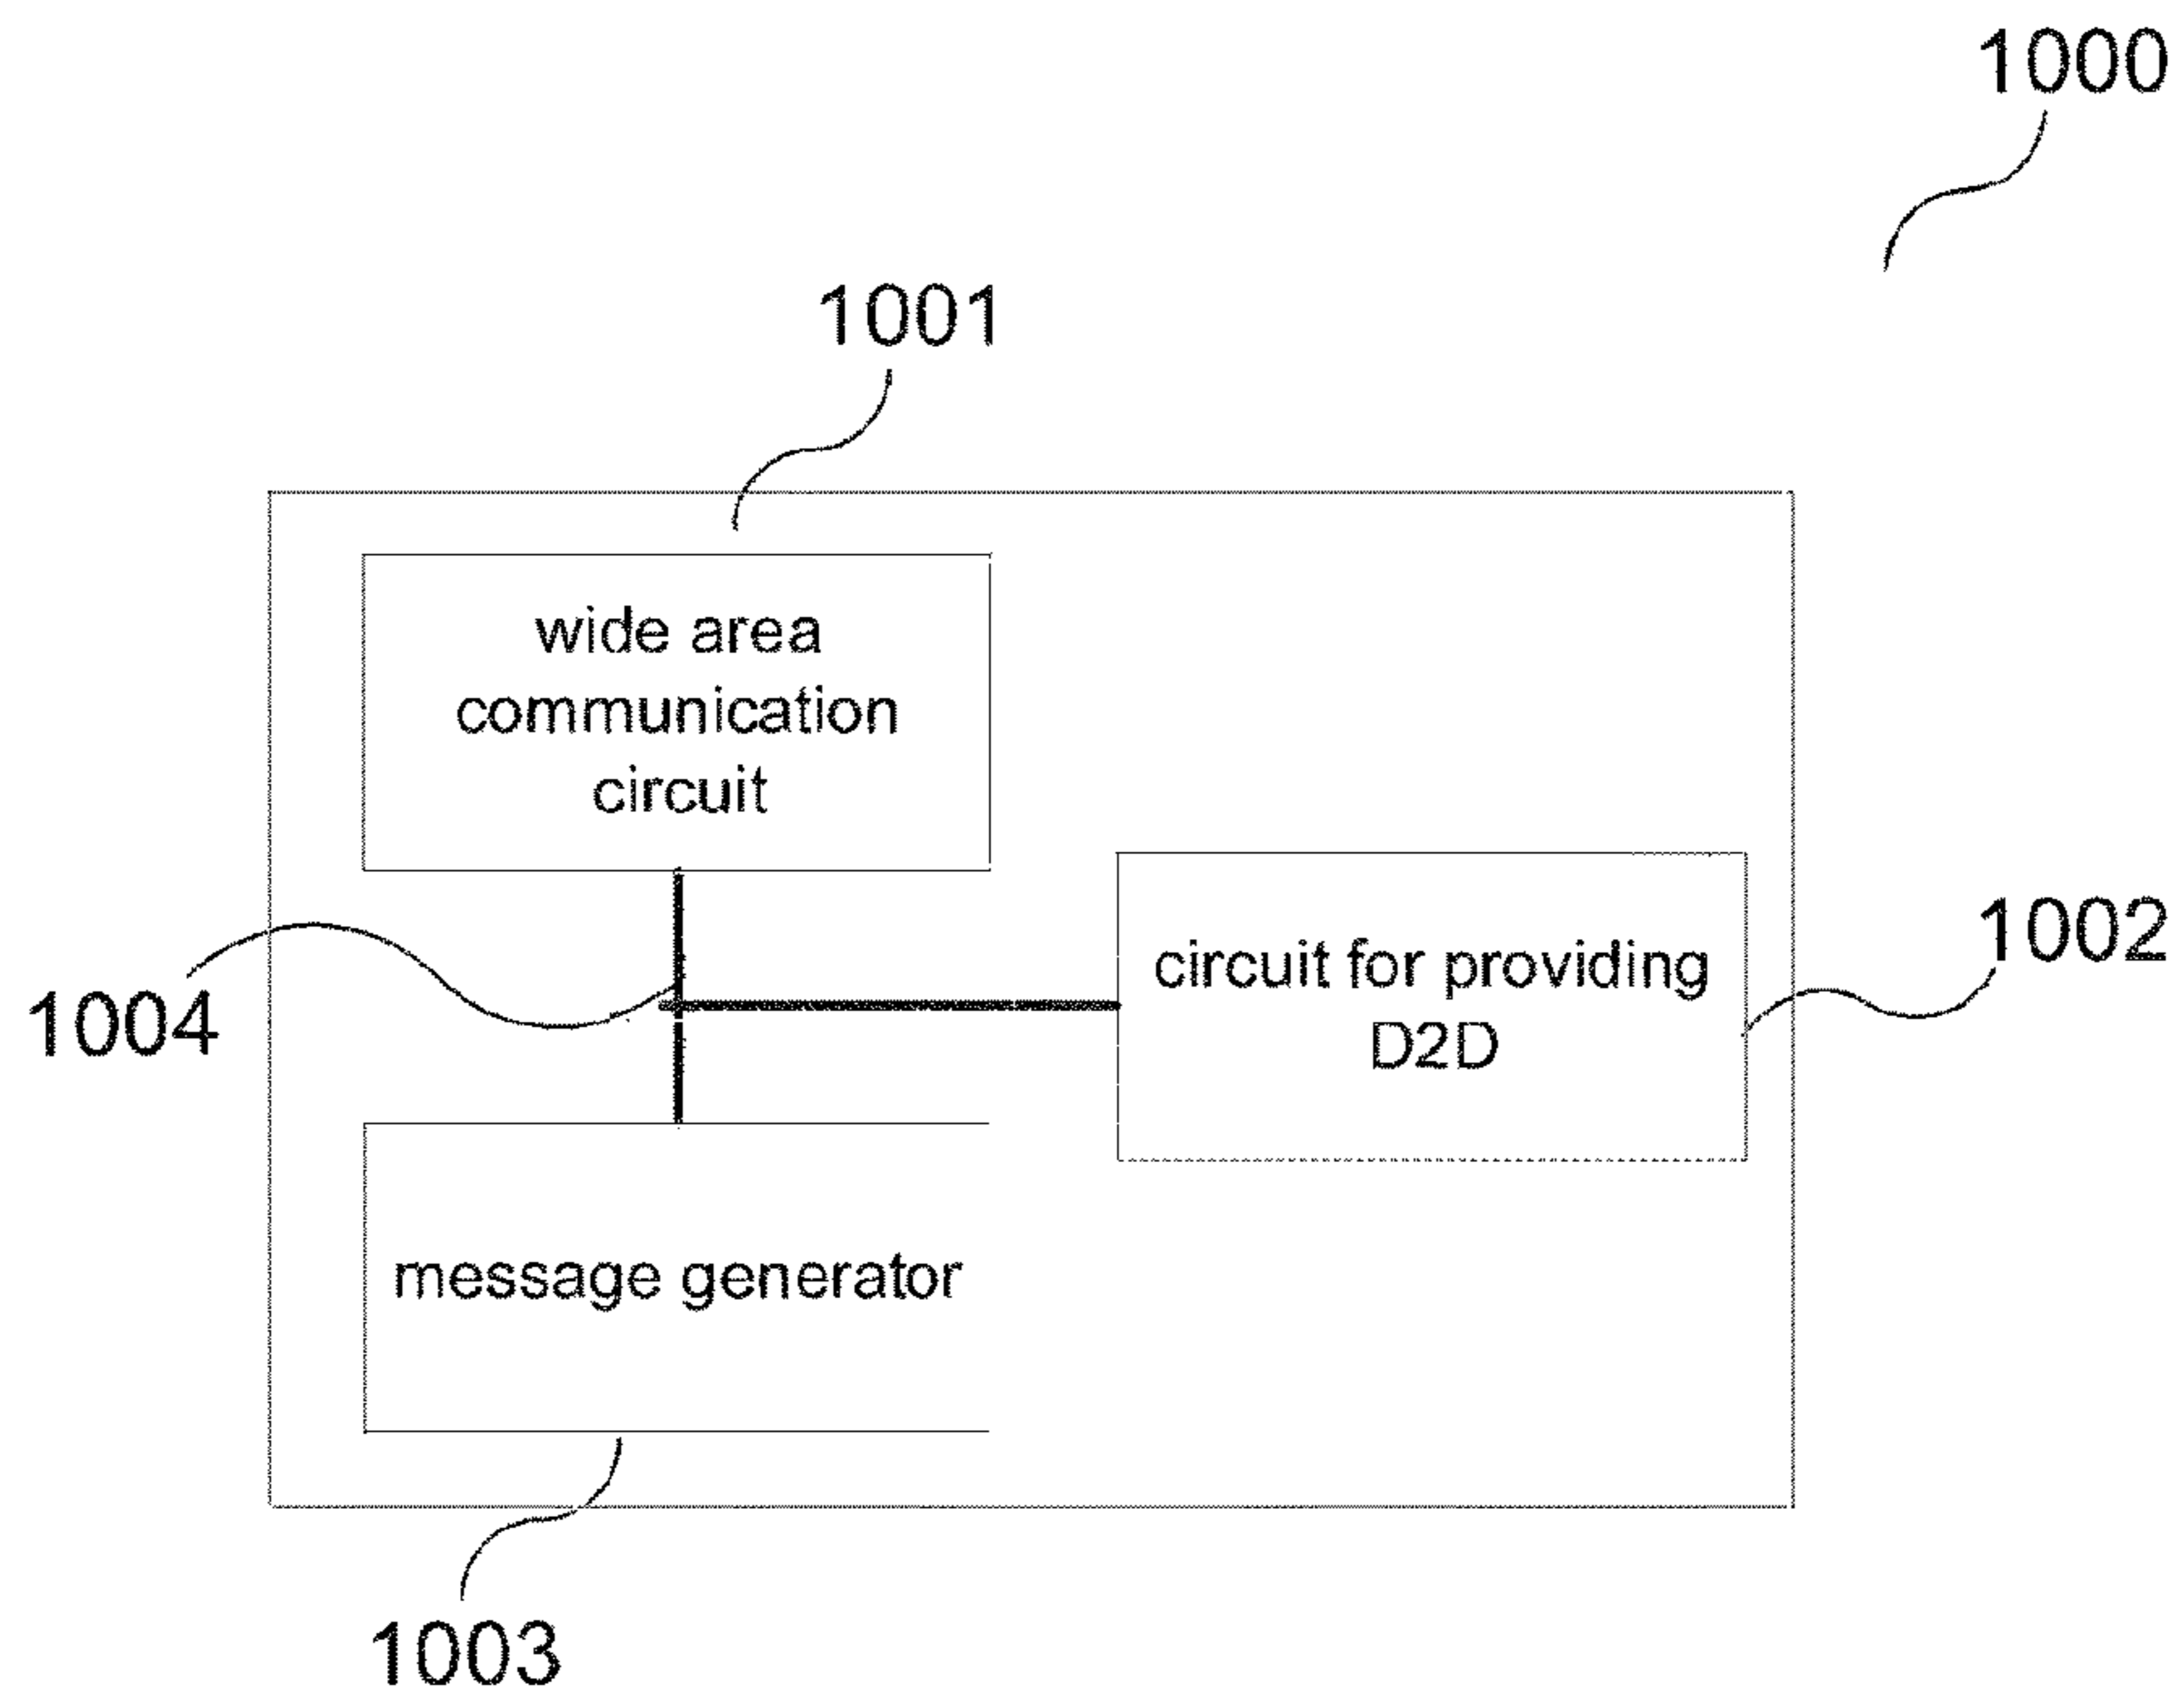 1000
1001
wide area
communication
circuit
circuit for providing
D2D
1002
1004
message generator
1003